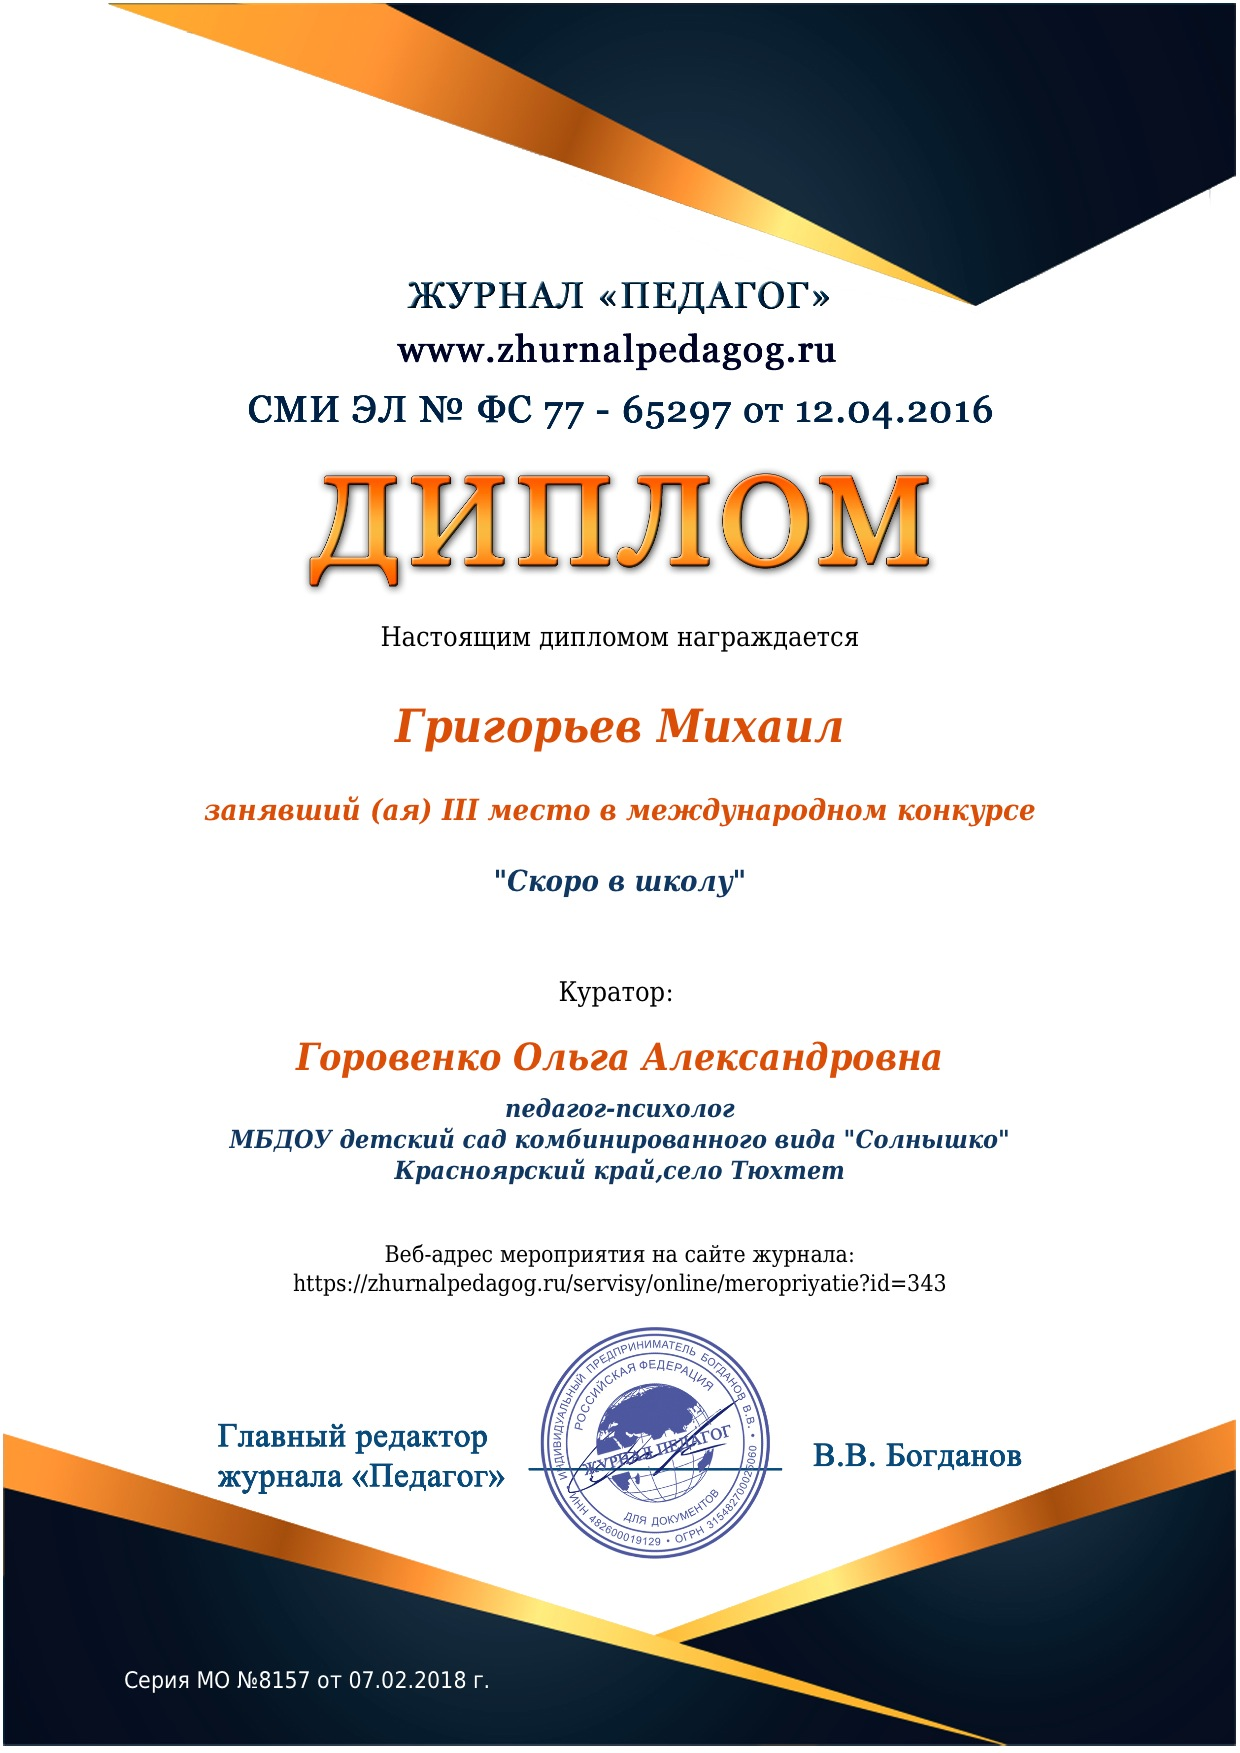 ЖУРНАЛ «ПЕДАГОГ»
www.zhurnalpedagog.ru
СМИ ЭЛ № ФС 77 - 65297 от 12.04.2016
ДИПЛОМ
Настоящим дипломом награждается
Григорьев Михаил
занявший (ая) III место в международном конкурсе
"Скоро в школу"
Куратор:
Горовенко Ольга Александровна
педагог-психолог
МБДОУ детский сад комбинированного вида "Солнышко"
Красноярский край,село Тюхтет
Веб-адрес мероприятия на сайте журнала:
https://zhurnalpedagog.ru/servisy/online/meropriyatie?id=343
Главный редактор
журнала «Педагог»
ИНДИВИДУАЛЬНЫЙ ПРЕДПРИНИМАТЕЛЬ БОГДАНОВ В.В. •
РОССИЙСКАЯ ФЕДЕРАЦИЯ
ЖУРНАЛ ПЕДАГОГ
ДЛЯ ДОКУМЕНТОВ
ИНН 482600019129 • ОГРН 315482700025060
В.В. Богданов
Серия МО №8157 от 07.02.2018 г.